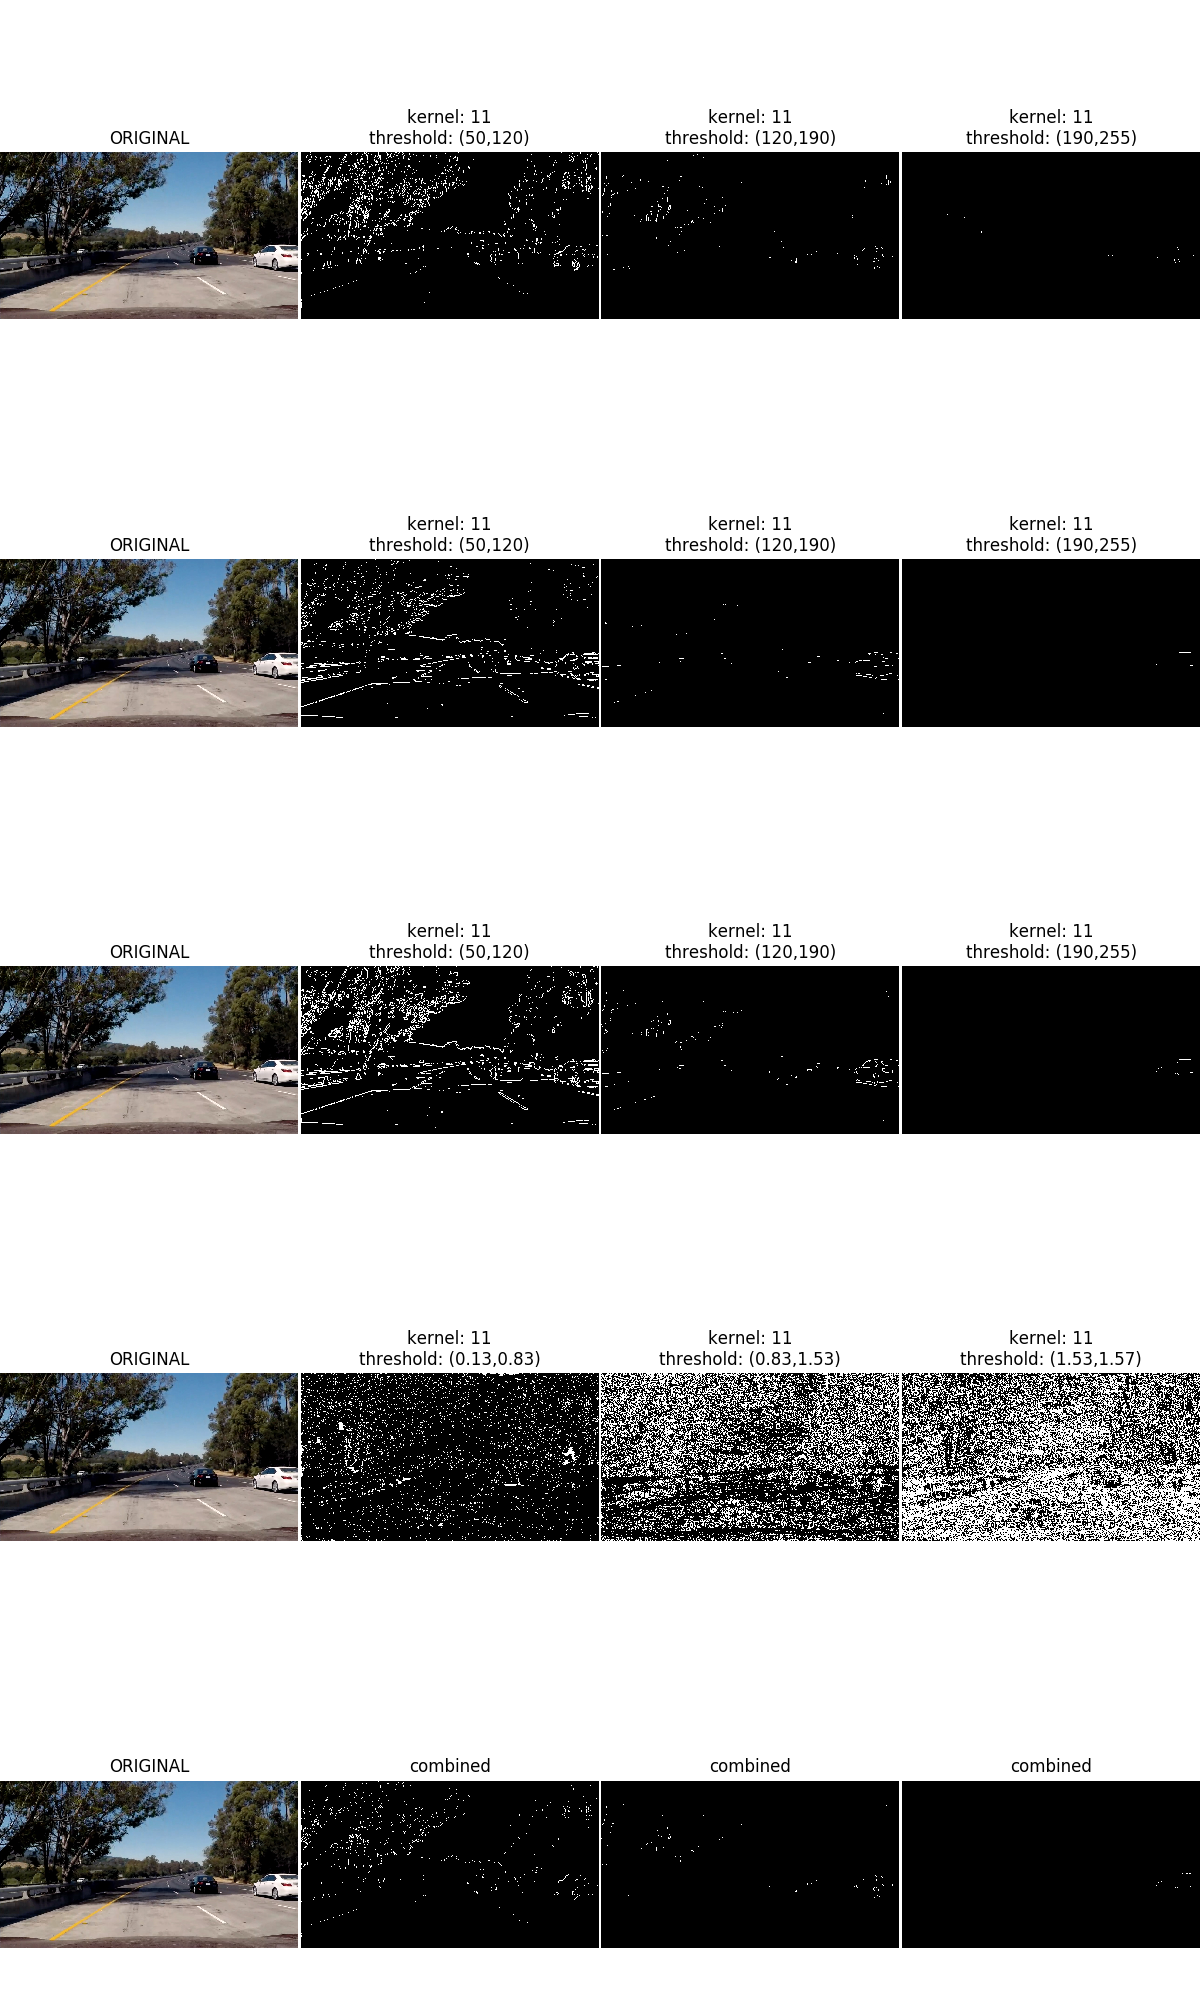 ORIGINAL
kernel: 11
threshold: (50,120)
kernel: 11
threshold: (120,190)
kernel: 11
threshold: (190,255)
ORIGINAL
kernel: 11
threshold: (50,120)
kernel: 11
threshold: (120,190)
kernel: 11
threshold: (190,255)
ORIGINAL
kernel: 11
threshold: (50,120)
kernel: 11
threshold: (120,190)
kernel: 11
threshold: (190,255)
ORIGINAL
kernel: 11
threshold: (0.13,0.83)
kernel: 11
threshold: (0.83,1.53)
kernel: 11
threshold: (1.53,1.57)
ORIGINAL
combined
combined
combined